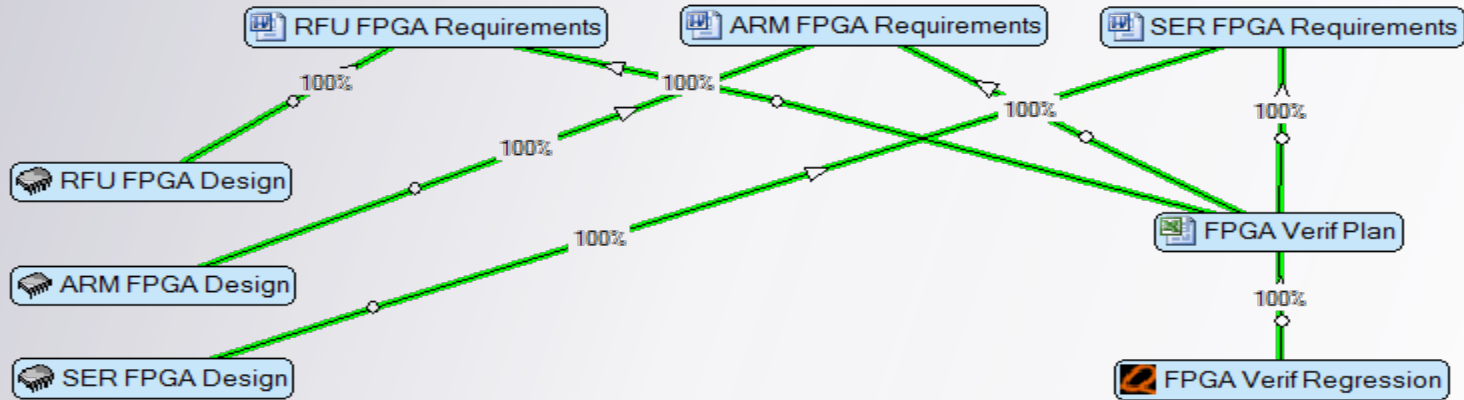 RFU FPGA Requirements
ARM FPGA Requirements
SER FPGA Requirements
100%
100%
100%
100%
100%
RFU FPGA Design
100%
FPGA Verif Plan
ARM FPGA Design
100%
SER FPGA Design
FPGA Verif Regression